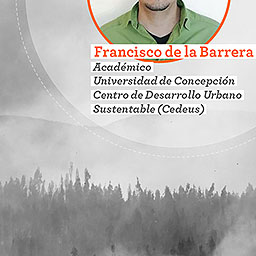 Francisco de la Barrera
Académico
Universidad de Concepción
Centro de Desarrollo Urbano
Sustentable (Cedeus)